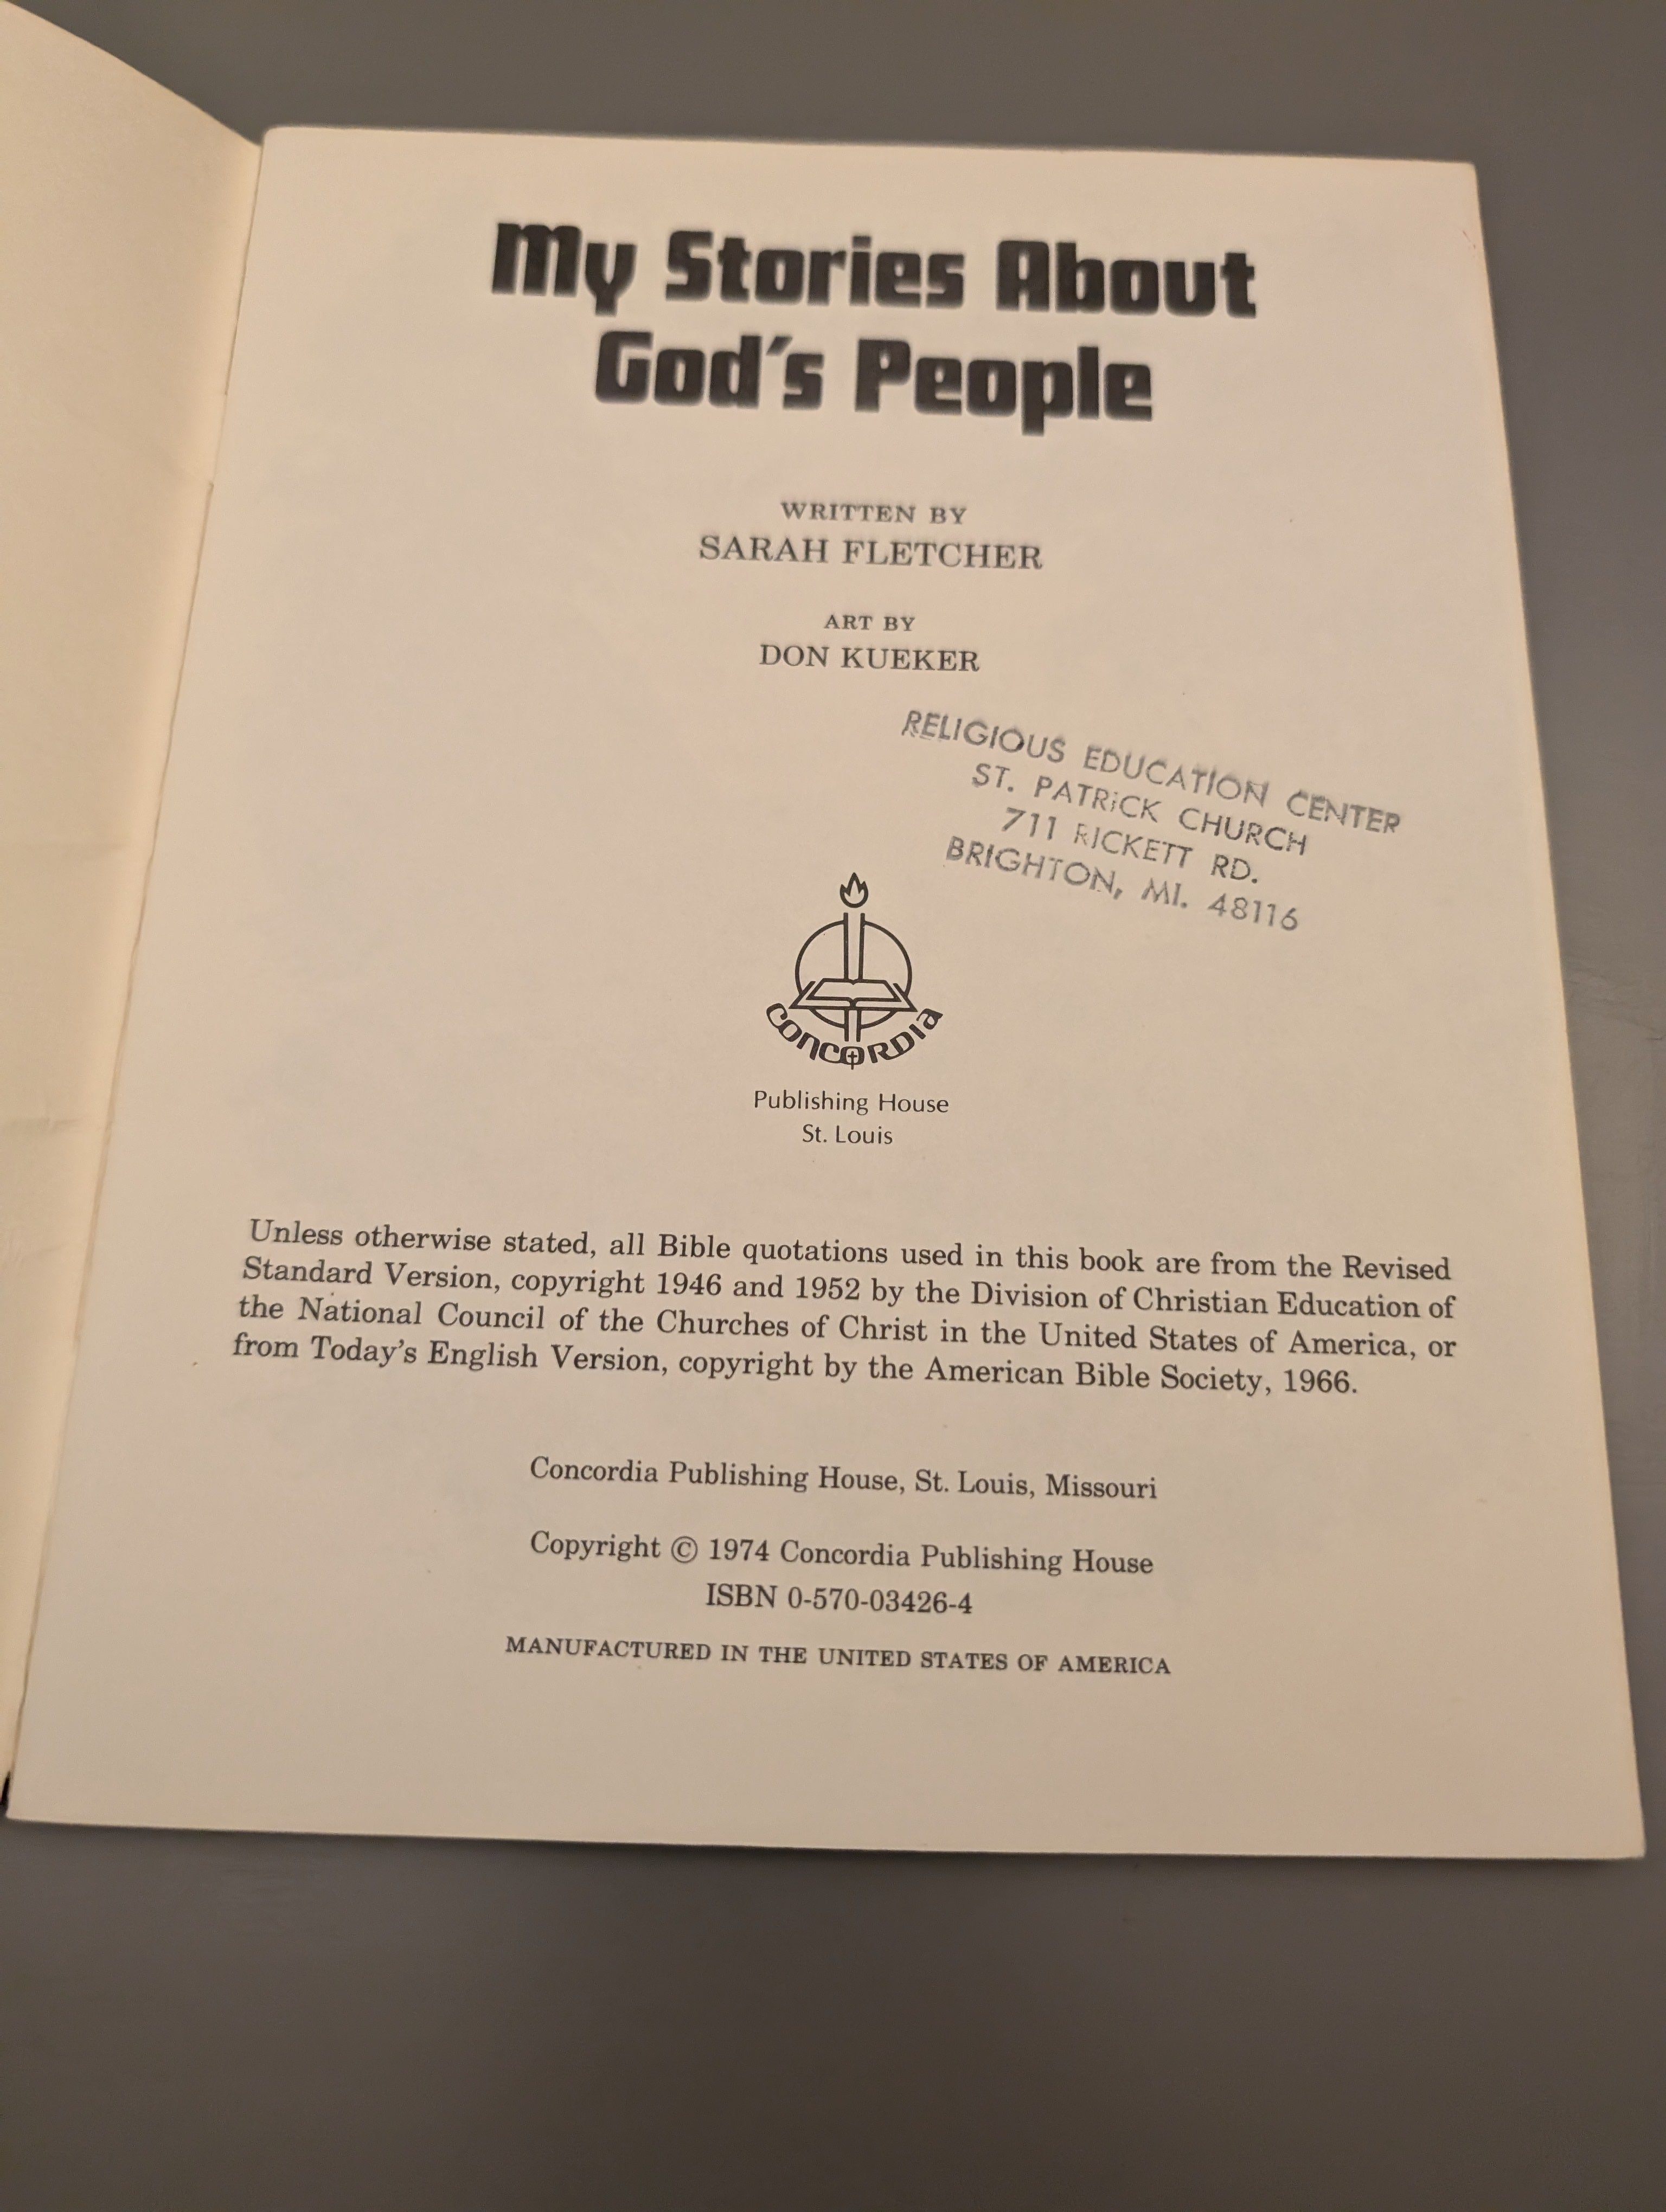 My Stories About
God's People
WRITTEN BY
SARAH FLETCHER
ART BY
DON KUEKER
RELIGIOUS EDUCATION CENTER
ST. PATRiCK CHURCH
711 RICKETT RD.
BRIGHTON, MI. 48116
CONCORDIA
Publishing House
St. Louis
Unless otherwise stated, all Bible quotations used in this book are from the Revised
Standard Version, copyright 1946 and 1952 by the Division of Christian Education of
the National Council of the Churches of Christ in the United States of America, or
from Today's English Version, copyright by the American Bible Society, 1966.
Concordia Publishing House, St. Louis, Missouri
Copyright © 1974 Concordia Publishing House
ISBN 0-570-03426-4
MANUFACTURED IN THE UNITED STATES OF AMERICA